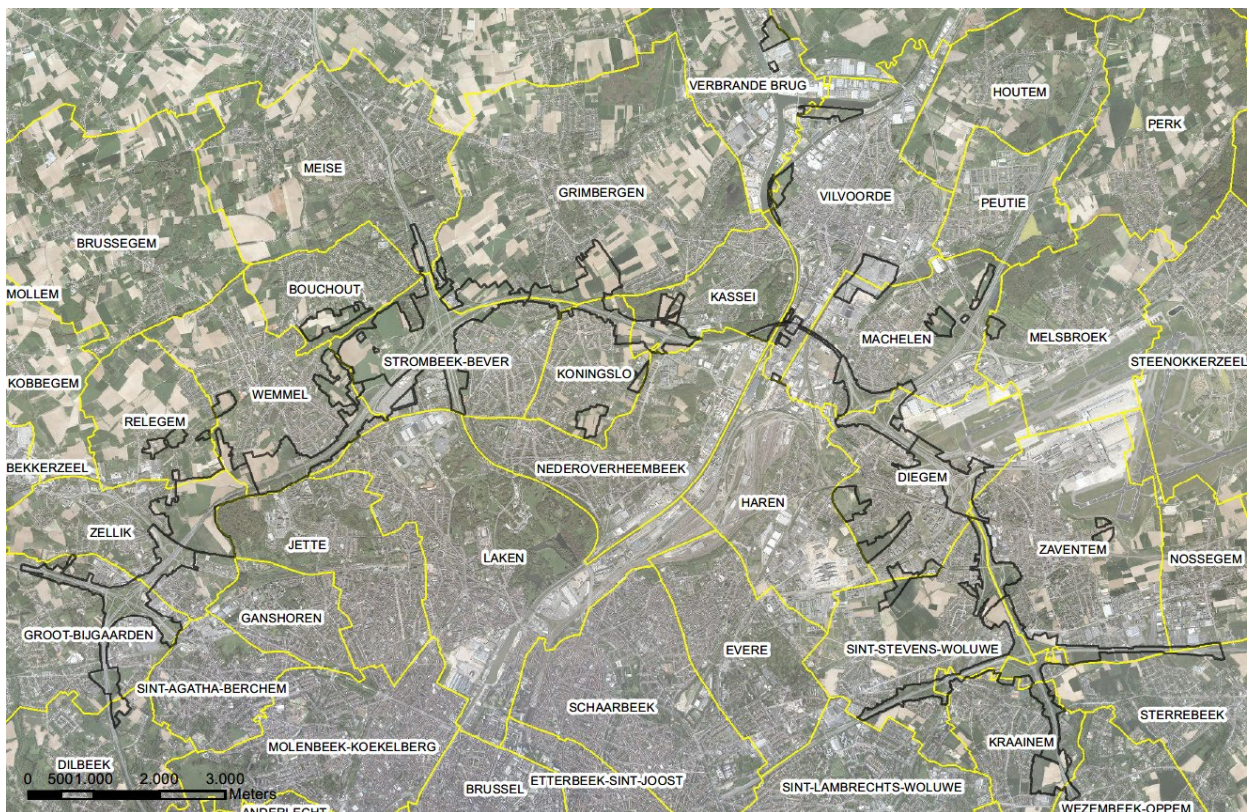 VERBRANDE BRUG
HOUTEM
PERK
MEISE
GRIMBERGEN
VILVOORDE
PEUTIE
BRUSSEGEM
MOLLEM
BOUCHOUT
KASSEI
MACHELEN
MELSBROEK
STEENOKKERZEEL
STROMBEEK-BEVER
KONINGSLO
KOBBEGEM
WEMMEL
RELEGEM
BEKKERZEEL
NEDEROVERHEEMBEEK
DIEGEM
HAREN
ZELLIK
JETTE
LAKEN
ZAVENTEM
NOSSEGEM
GANSHOREN
GROOT-BIJGAARDEN
EVERE
SINT-STEVENS-WOLUWE
SINT-AGATHA-BERCHEM
SCHAARBEEK
STERREBEEK
KRAAINEM
MOLENBEEK-KOEKELBERG
DILBEEK
0 500 1.000 2.000 3.000
Meters
BRUSSEL
ETTERBEEK-SINT-JOOST
SINT-LAMBRECHTS-WOLUWE
ANDERLECHT
WEZEMBEEK-OPPEM